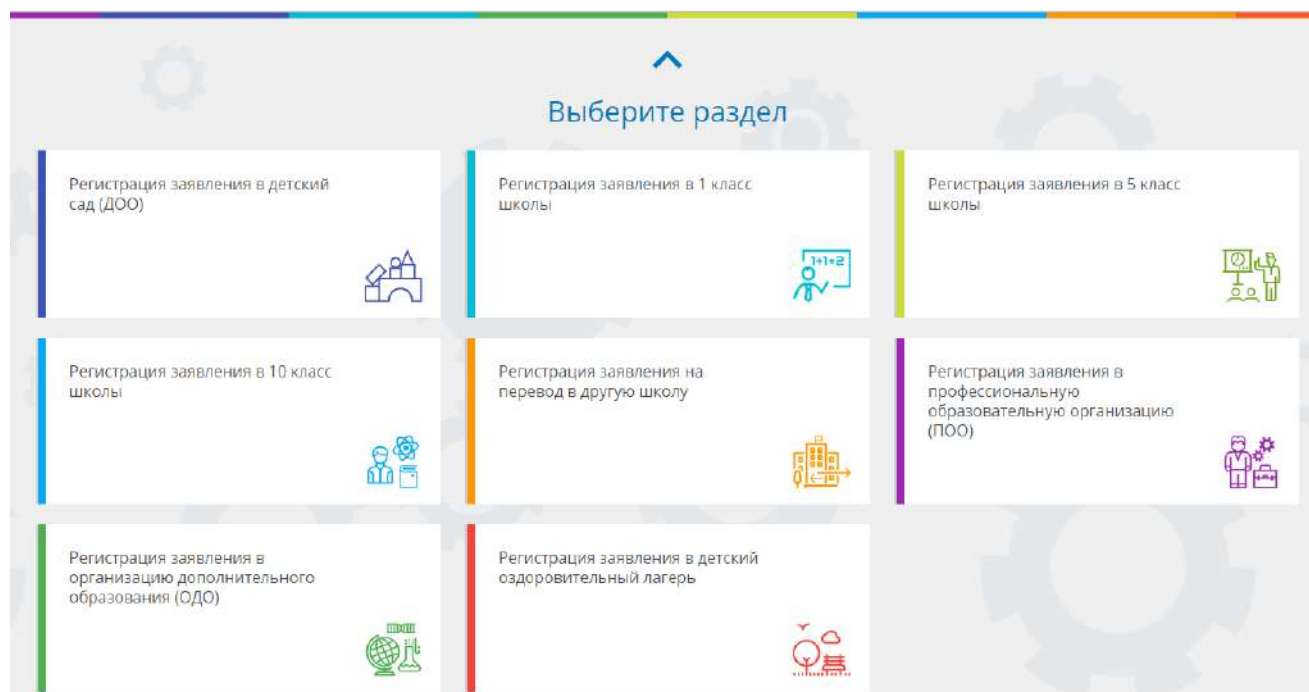 Выберите раздел
Регистрация заявления в детский
сад (ДОО)
Регистрация заявления в 1 класс
школы
1+1=2
Регистрация заявления в 5 класс
школы
Регистрация заявления в 10 класс
школы
Регистрация заявления на
перевод в другую школу
Регистрация заявления в
профессиональную
образовательную организацию
(ПОО)
Регистрация заявления в
организацию дополнительного
образования (ОДО)
Регистрация заявления в детский
оздоровительный лагерь